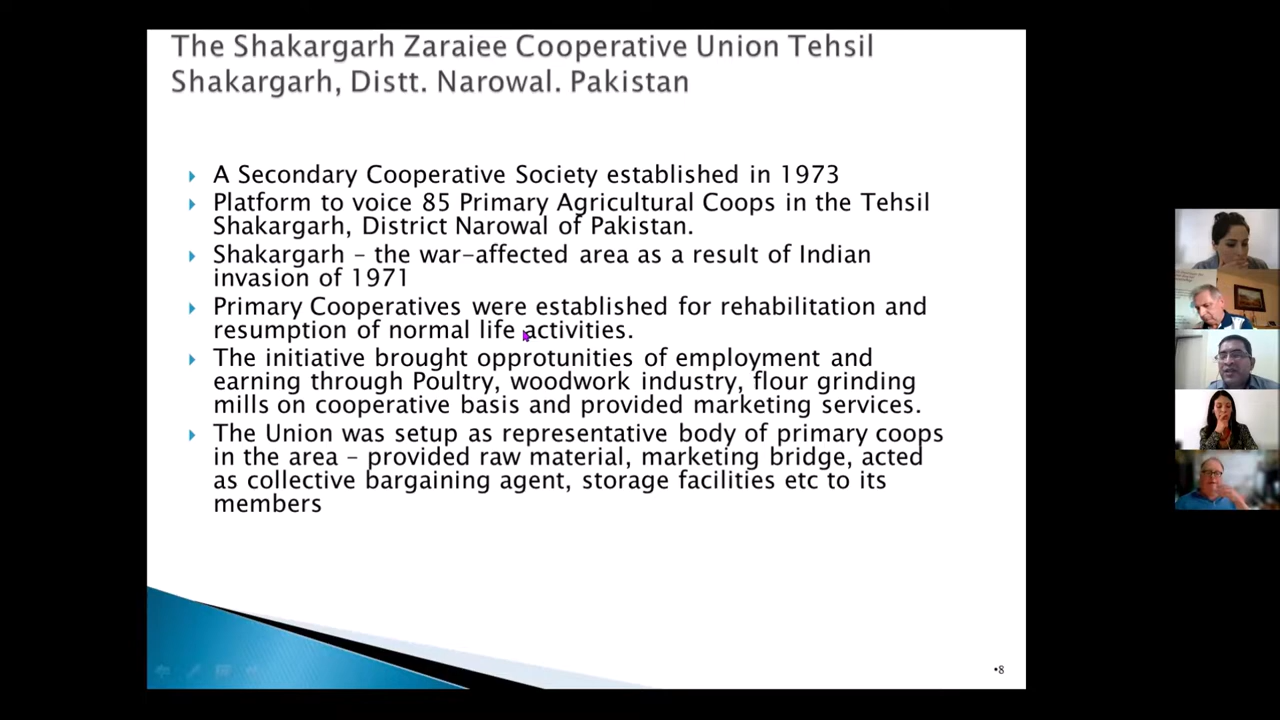 The Shakargarh Zaraiee Cooperative Union Tehsil
Shakargarh, Distt. Narowal. Pakistan
A Secondary Cooperative Society established in 1973
Platform to voice 85 Primary Agricultural Coops in the Tehsil
Shakargarh, District Narowal of Pakistan.
Shakargarh – the war-affected area as a result of Indian
invasion of 1971
Primary Cooperatives were established for rehabilitation and
resumption of normal life activities.
The initiative brought opprotunities of employment and
earning through Poultry, woodwork industry, flour grinding
mills on cooperative basis and provided marketing services.
The Union was setup as representative body of primary coops
in the area – provided raw material, marketing bridge, acted
as collective bargaining agent, storage facilities etc to its
members
•8